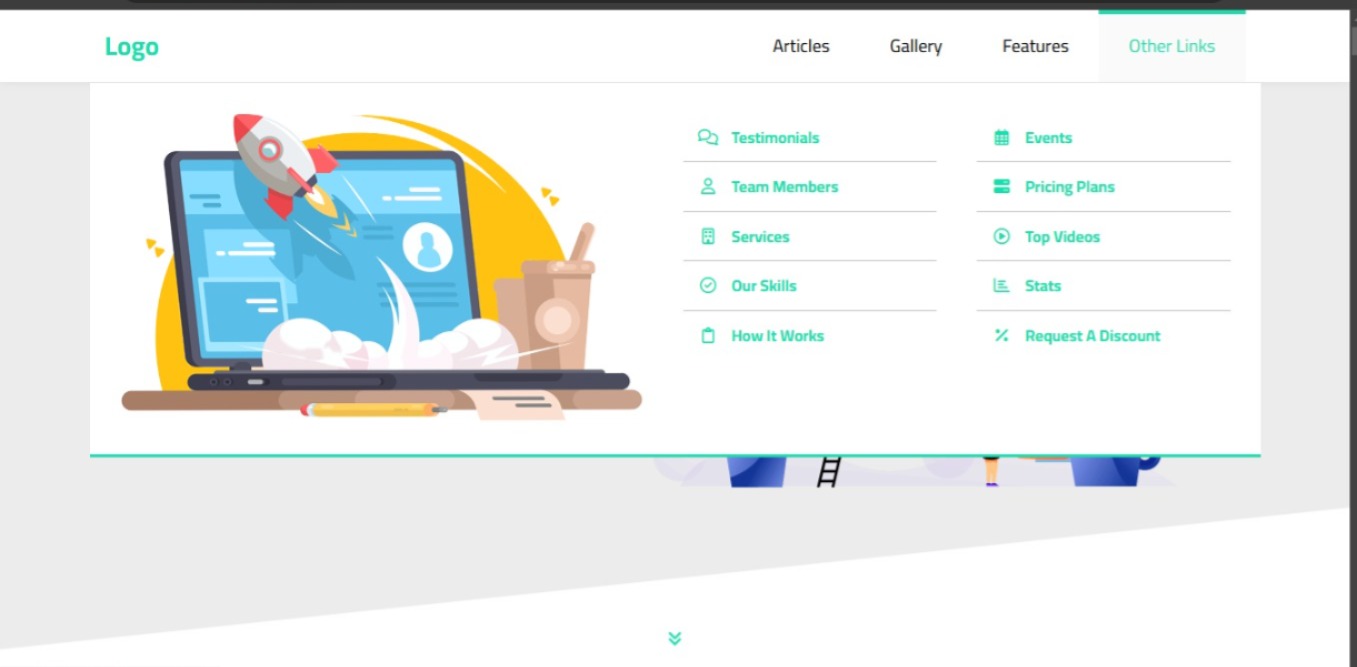 Logo
Articles Gallery Features Other Links
Testimonials
Team Members
Services
Our Skills
How It Works
Events
Pricing Plans
Top Videos
Stats
Request A Discount